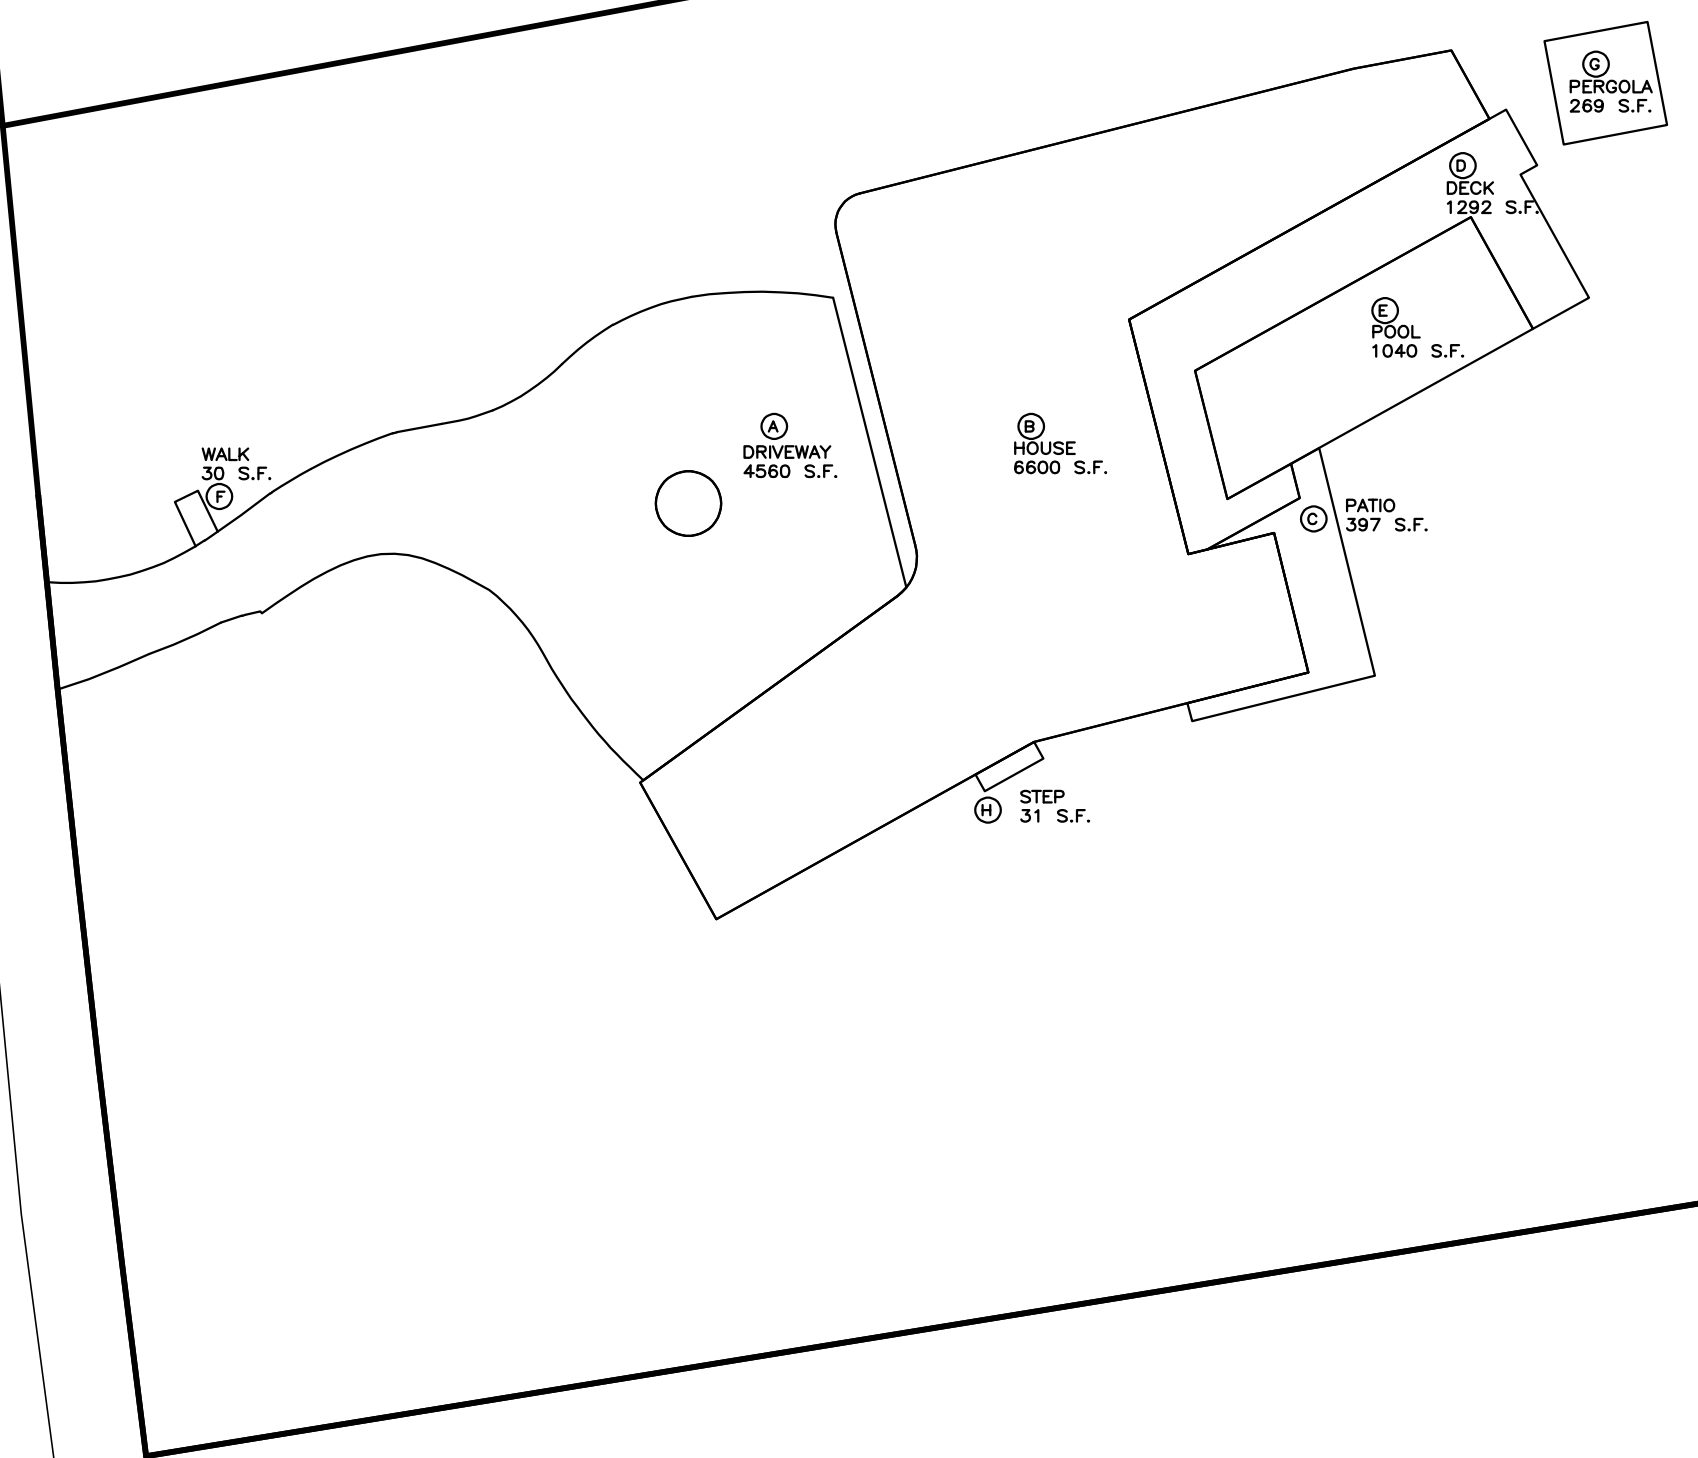 G
PERGOLA
269 S.F.
D
DECK
1292 S.F.
E
POOL
1040 S.F.
A
DRIVEWAY
4560 S.F.
B
HOUSE
6600 S.F.
WALK
30 S.F.
F
C
PATIO
397 S.F.
H
STEP
31 S.F.